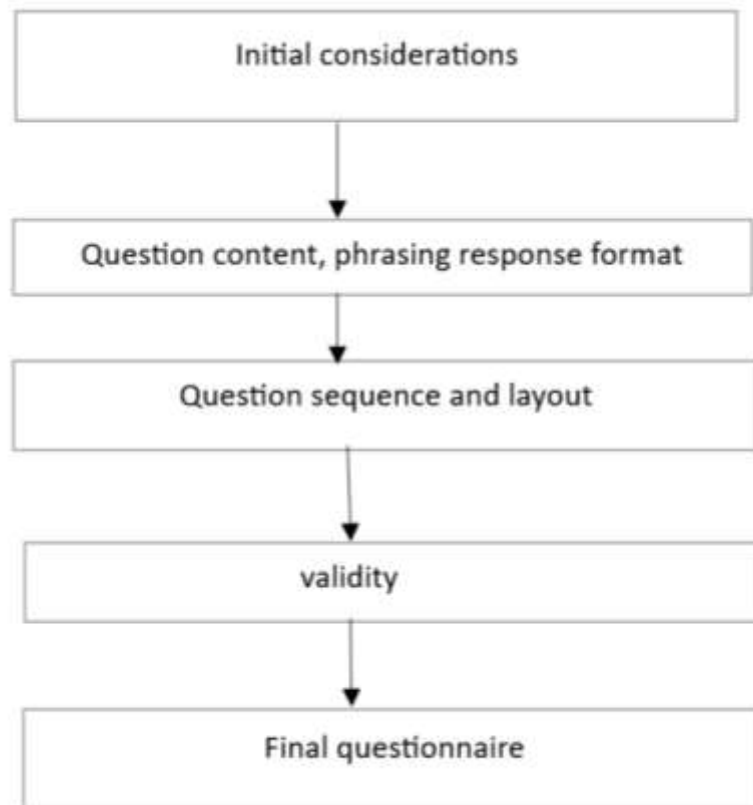 Initial considerations
Question content, phrasing response format
Question sequence and layout
validity
Final questionnaire